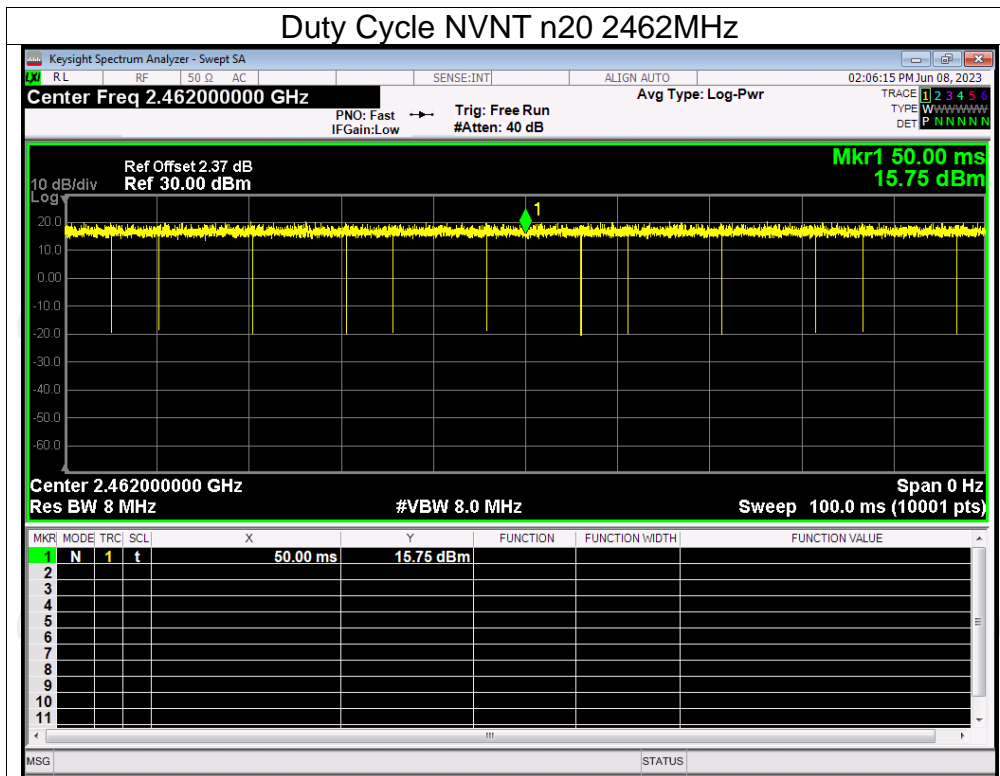 Duty Cycle NVNT n20 2462MHz
Keysight Spectrum Analyzer - Swept SA
LXI RL RF 50 Ω AC SENSE:INT ALIGN AUTO 02:06:15 PM Jun 08, 2023
Center Freq 2.462000000 GHz Avg Type: Log-Pwr TRACE 1 2 3 4 5 6
PNO: Fast Trig: Free Run TYPE WWWWWW
IFGain:Low #Atten: 40 dB DET P N N N N N
Mkr1 50.00 ms
Ref Offset 2.37 dB
10 dB/div Ref 30.00 dBm 15.75 dBm
Log
1
20.0
10.0
0.00
-10.0
-20.0
-30.0
-40.0
-50.0
-60.0
Center 2.462000000 GHz Span 0 Hz
Res BW 8 MHz #VBW 8.0 MHz Sweep 100.0 ms (10001 pts)
MKR MODE TRC SCL X Y FUNCTION FUNCTION WIDTH FUNCTION VALUE
1 N 1 t 50.00 ms 15.75 dBm
2
3
4
5
6
7
8
9
10
11
MSG STATUS